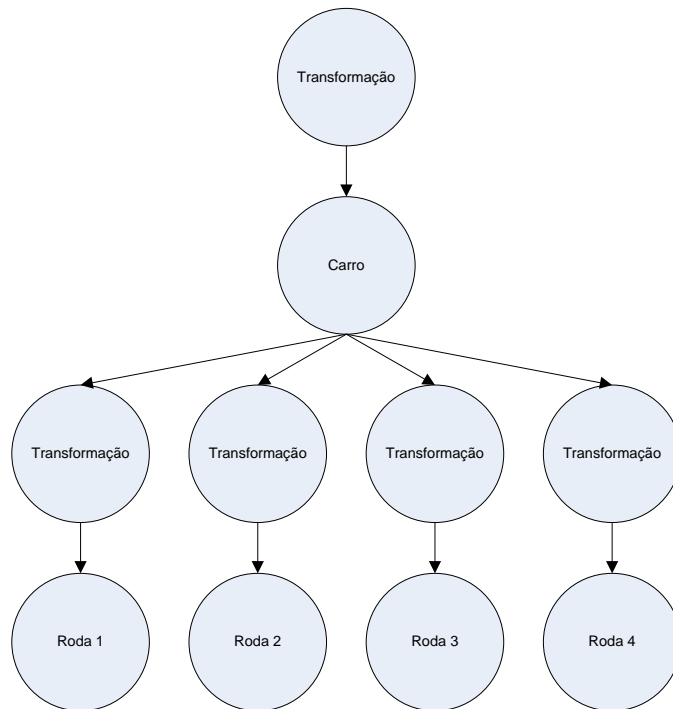 Transformação
Carro
Transformação
Transformação
Transformação
Transformação
Roda 1
Roda 2
Roda 3
Roda 4